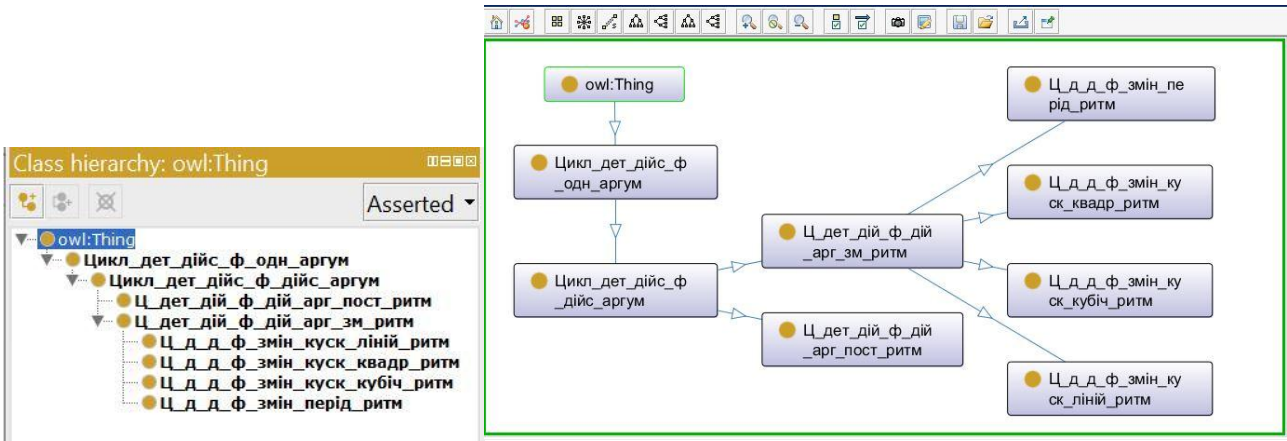 Class hierarchy: owl:Thing
Asserted
owl:Thing
Цикл_дет_дійс_ф_одн_аргум
Цикл_дет_дійс_ф_дійс_аргум
Ц_дет_дій_ф_дій_арг_пост_ритм
Ц_дет_дій_ф_дій_арг_зм_ритм
Ц_д_д_ф_змін_куск_ліній_ритм
Ц_д_д_ф_змін_куск_квадр_ритм
Ц_д_д_ф_змін_куск_кубіч_ритм
Ц_д_д_ф_змін_перід_ритм
owl:Thing
Цикл_дет_дійс_ф
_одн_аргум
Цикл_дет_дійс_ф
_дійс_аргум
Ц_дет_дій_ф_дій
_арг_зм_ритм
Ц_дет_дій_ф_дій
_арг_пост_ритм
Ц_д_д_ф_змін_пе
рід_ритм
Ц_д_д_ф_змін_ку
ск_квадр_ритм
Ц_д_д_ф_змін_ку
ск_кубіч_ритм
Ц_д_д_ф_змін_ку
ск_ліній_ритм